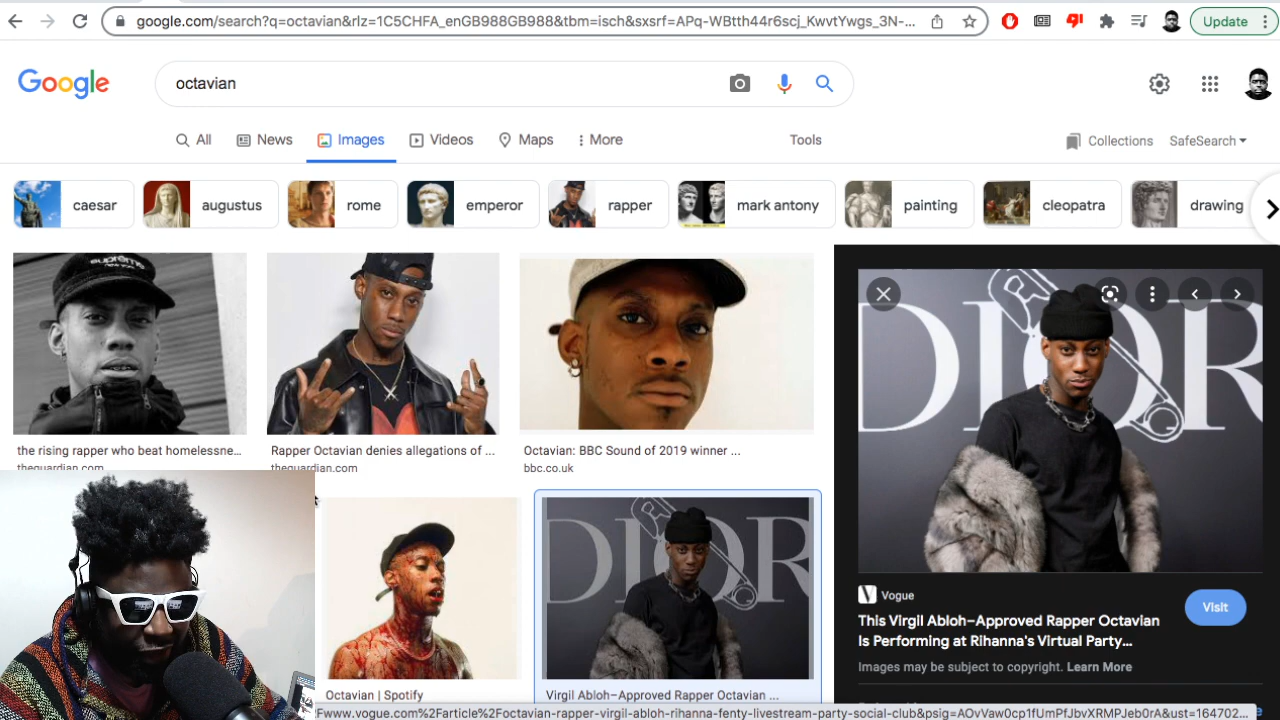 google.com/search?q=octavian&rlz=1C5CHFA_enGB988GB988&tbm=isch&sxsrf=APq-WBtth44r6scj_KwvtYwgs_3N-...
Update
Google
octavian
All
News
Images
Videos
Maps
More
Tools
Collections
SafeSearch
caesar
augustus
rome
emperor
rapper
mark antony
painting
cleopatra
drawing
Supreme
NEW YORK
the rising rapper who beat homelessne...
theguardian.com
Rapper Octavian denies allegations of ...
theguardian.com
Octavian: BBC Sound of 2019 winner ...
bbc.co.uk
Octavian | Spotify
DIOR
Virgil Abloh–Approved Rapper Octavian ...
DIOR
Vogue
Visit
This Virgil Abloh–Approved Rapper Octavian
Is Performing at Rihanna's Virtual Party...
Images may be subject to copyright. Learn More
Fwww.vogue.com%2Farticle%2Foctavian-rapper-virgil-abloh-rihanna-fenty-livestream-party-social-club&psig=AOvVaw0cp1fUmPfJbvXRMPJeb0rA&ust=164702...